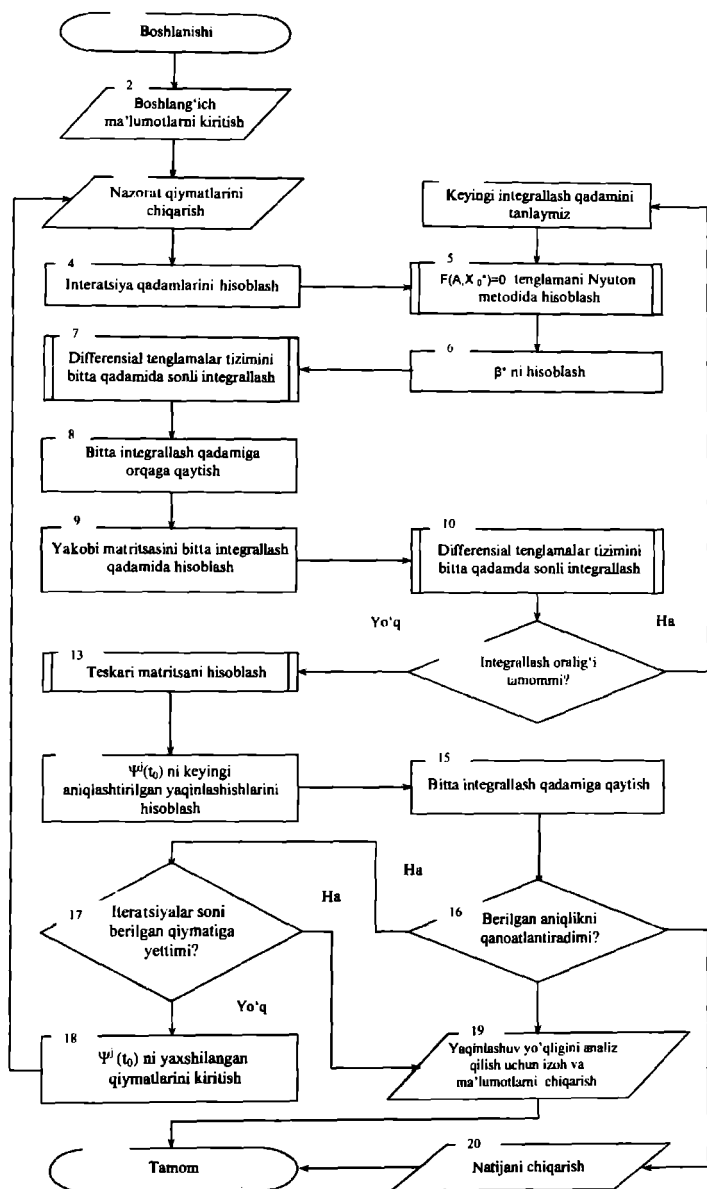 Boshlanishi
2
Boshlang‘ich
ma’lumotlarni kiritish
Nazorat qiymatlarini
chiqarish
Keyingi integrallash qadamini
tanlaymiz
4
Interatsiya qadamlarini hisoblash
5
F(A,X₀*)=0 tenglamani Nyuton
metodida hisoblash
6
β* ni hisoblash
7
Differensial tenglamalar tizimini
bitta qadamida sonli integrallash
8
Bitta integrallash qadamiga
orqaga qaytish
9
Yakobi matritsasini bitta integrallash
qadamida hisoblash
10
Differensial tenglamalar tizimini
bitta qadamda sonli integrallash
Yo‘q
Ha
Integrallash oralig‘i
tamommi?
13
Teskari matritsani hisoblash
Ψʲ(t₀) ni keyingi
aniqlashtirilgan yaqinlashishlarini
hisoblash
15
Bitta integrallash qadamiga qaytish
Ha
Ha
17
Iteratsiyalar soni
berilgan qiymatiga
yettimi?
16
Berilgan aniqlikni
qanoatlantiradimi?
Yo‘q
18
Ψʲ (t₀) ni yaxshilangan
qiymatlarini kiritish
19
Yaqinlashuv yo‘qligini analiz
qilish uchun izoh va
ma’lumotlarni chiqarish
Tamom
20
Natijani chiqarish